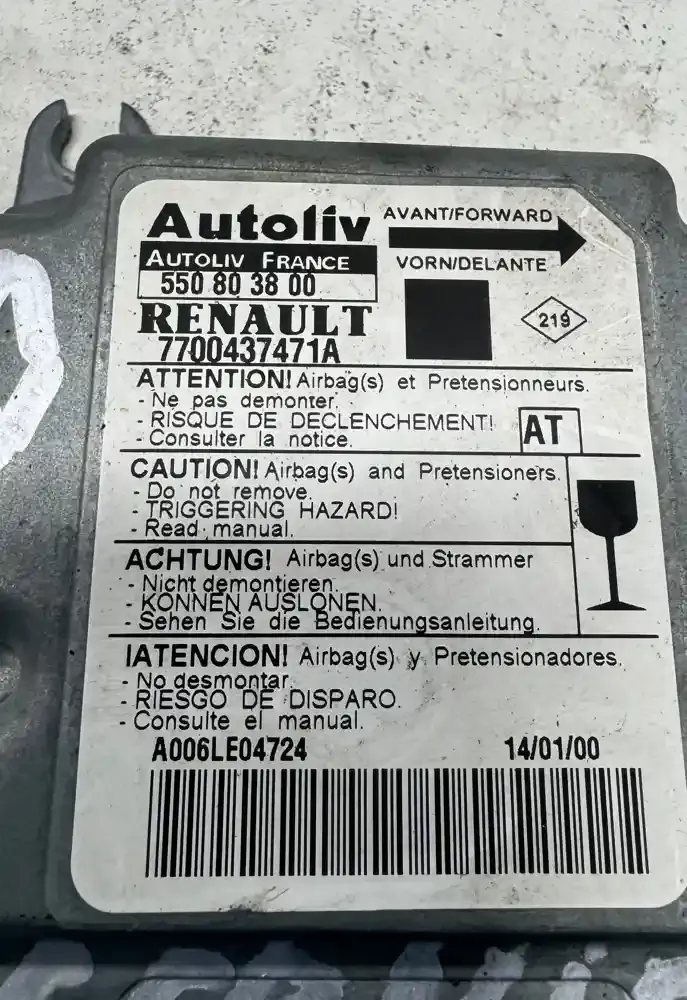 Autoliv
AVANT/FORWARD
AUTOLIV FRANCE
VORN/DELANTE
550 80 38 00
RENAULT
219
7700437471A
ATTENTION! Airbag(s) et Pretensionneurs.
- Ne pas demonter.
- RISQUE DE DECLENCHEMENT!
- Consulter la notice.
AT
CAUTION! Airbag(s) and Pretensioners.
- Do not remove.
- TRIGGERING HAZARD!
- Read manual.
ACHTUNG! Airbag(s) und Strammer
- Nicht demontieren.
- KONNEN AUSLONEN.
- Sehen Sie die Bedienungsanleitung.
IATENCION! Airbag(s) y Pretensionadores.
- No desmontar.
- RIESGO DE DISPARO.
- Consulte el manual.
A006LE04724 14/01/00